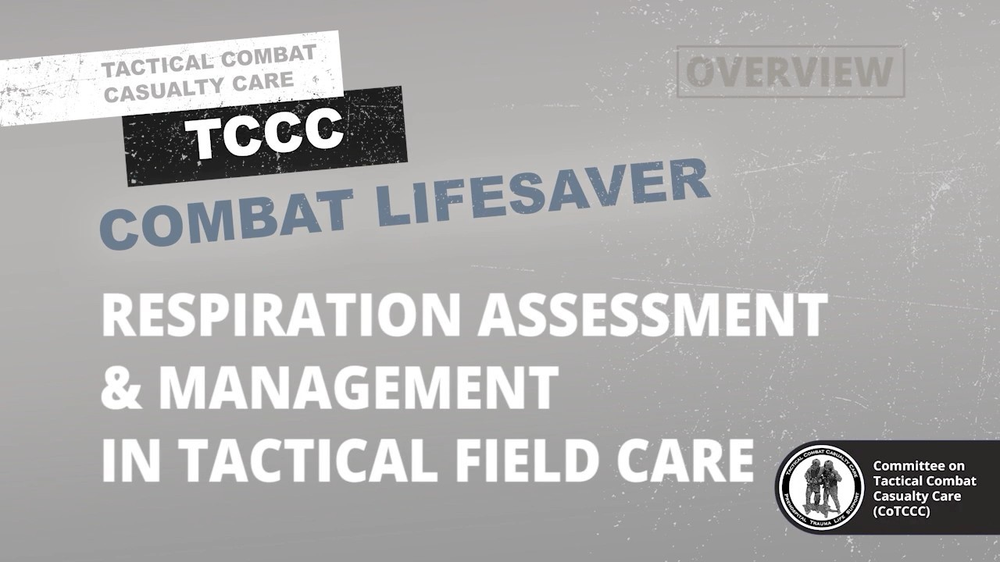 TACTICAL COMBAT
CASUALTY CARE
OVERVIEW
TCCC
COMBAT LIFESAVER
RESPIRATION ASSESSMENT
& MANAGEMENT
IN TACTICAL FIELD CARE
TACTICAL COMBAT CASUALTY CARE
PREHOSPITAL TRAUMA LIFE SUPPORT
Committee on
Tactical Combat
Casualty Care
(CoTCCC)